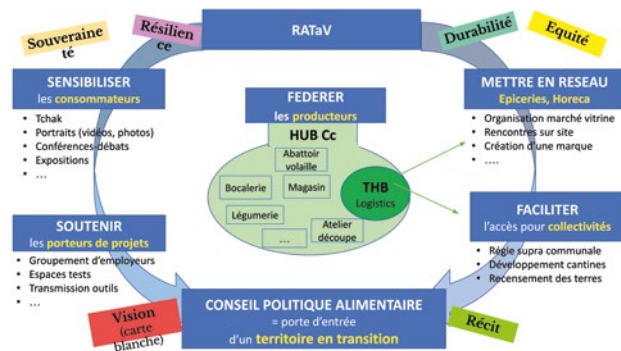 Souveraine
té
Résilien
ce
RATaV
Durabilité
Equité
SENSIBILISER
les consommateurs
• Tchak
• Portraits (vidéos, photos)
• Conférences-débats
• Expositions
• ...
FEDERER
les producteurs
HUB Cc
Abattoir
volaille
Bocalerie
Magasin
Légumerie
...
Atelier
découpe
THB
Logistics
METTRE EN RESEAU
Epiceries, Horeca
• Organisation marché vitrine
• Rencontres sur site
• Création d'une marque
• ....
SOUTENIR
les porteurs de projets
• Groupement d'employeurs
• Espaces tests
• Transmission outils
• ...
FACILITER
l'accès pour collectivités
• Régie supra communale
• Développement cantines
• Recensement des terres
Vision
(carte
blanche)
CONSEIL POLITIQUE ALIMENTAIRE
= porte d'entrée
d'un territoire en transition
Récit